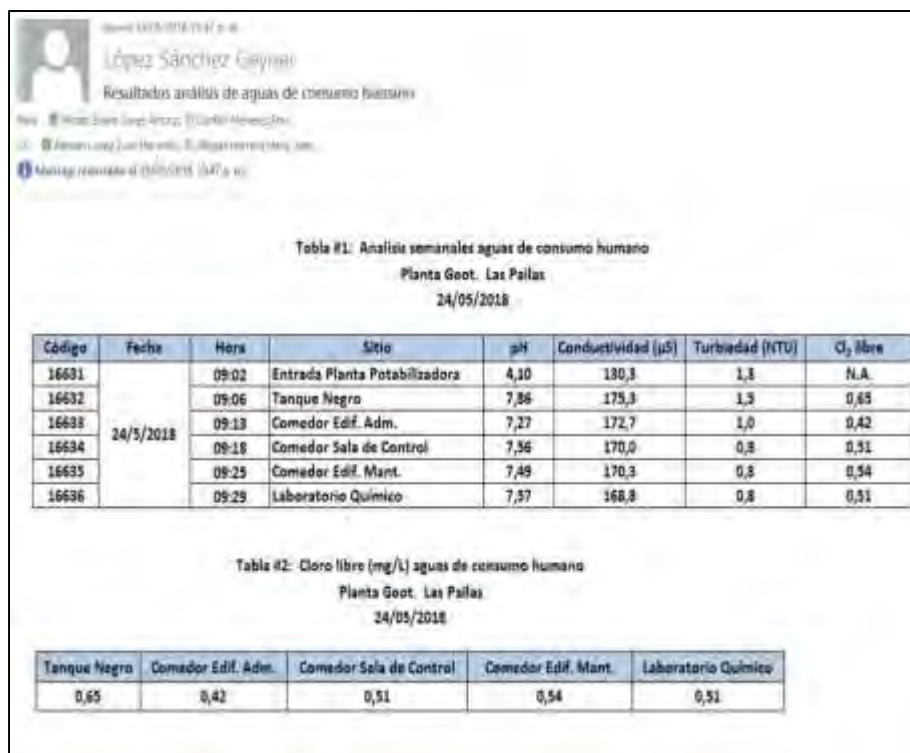 López Sánchez Geyner
Resultados análisis de aguas de consumo humano
Tabla #1: Analisis semanales aguas de consumo humano
Planta Geot. Las Pailas
24/05/2018
Código Fecha Hora Sitio pH Conductividad (µS) Turbiedad (NTU) Cl₂ libre
16631 09:02 Entrada Planta Potabilizadora 4,10 130,3 1,3 N.A.
16632 09:06 Tanque Negro 7,86 175,3 1,3 0,65
16633 09:13 Comedor Edif. Adm. 7,27 172,7 1,0 0,42
24/5/2018
16634 09:18 Comedor Sala de Control 7,56 170,0 0,8 0,51
16635 09:25 Comedor Edif. Mant. 7,49 170,3 0,8 0,54
16636 09:29 Laboratorio Químico 7,57 168,8 0,8 0,51
Tabla #2: Cloro libre (mg/L) aguas de consumo humano
Planta Geot. Las Pailas
24/05/2018
Tanque Negro Comedor Edif. Adm. Comedor Sala de Control Comedor Edif. Mant. Laboratorio Químico
0,65 0,42 0,51 0,54 0,51